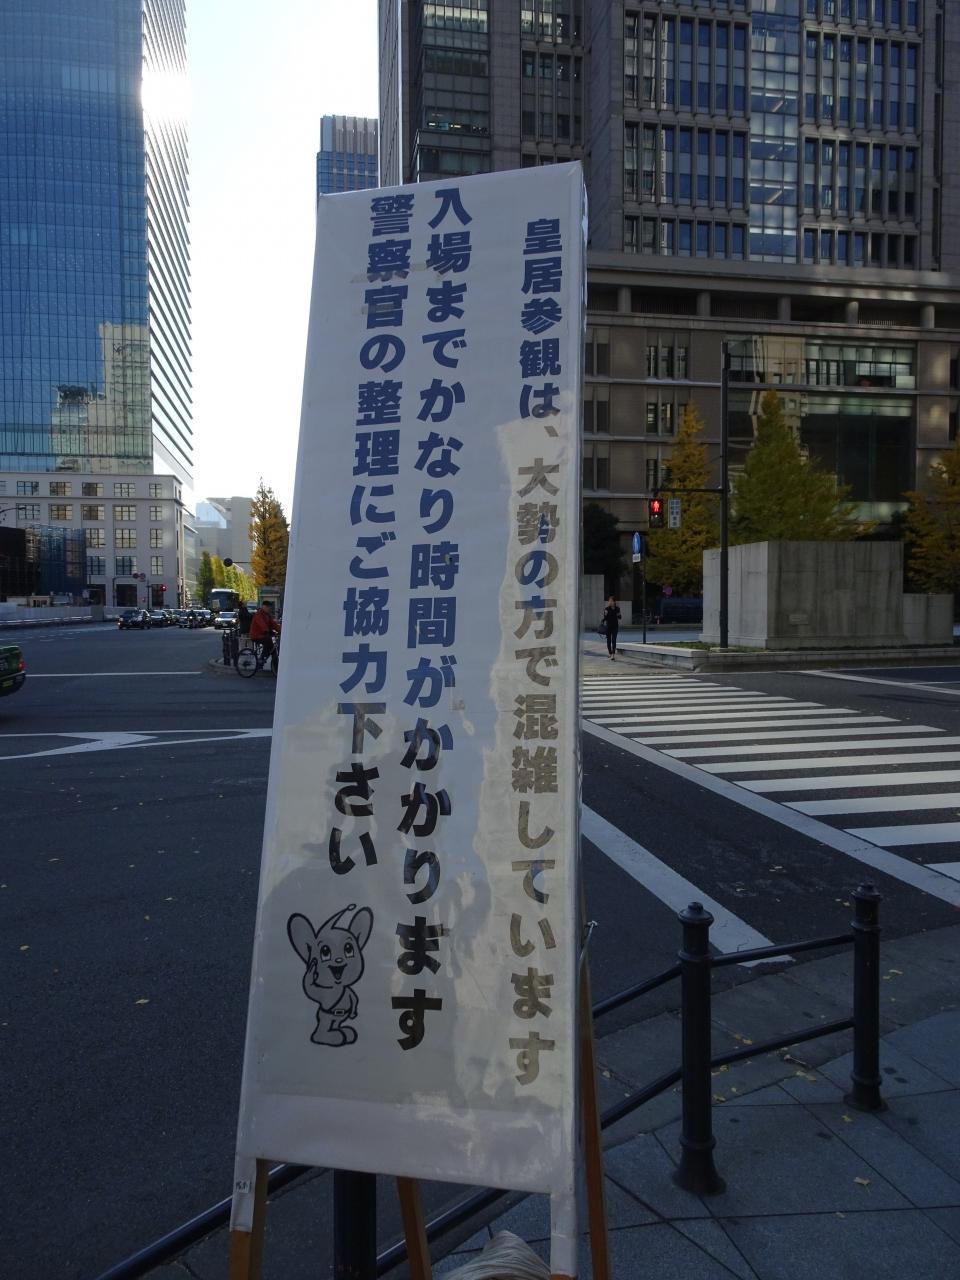 皇居参観は、大勢の方で混雑しています
入場までかなり時間がかかります
警察官の整理にご協力下さい